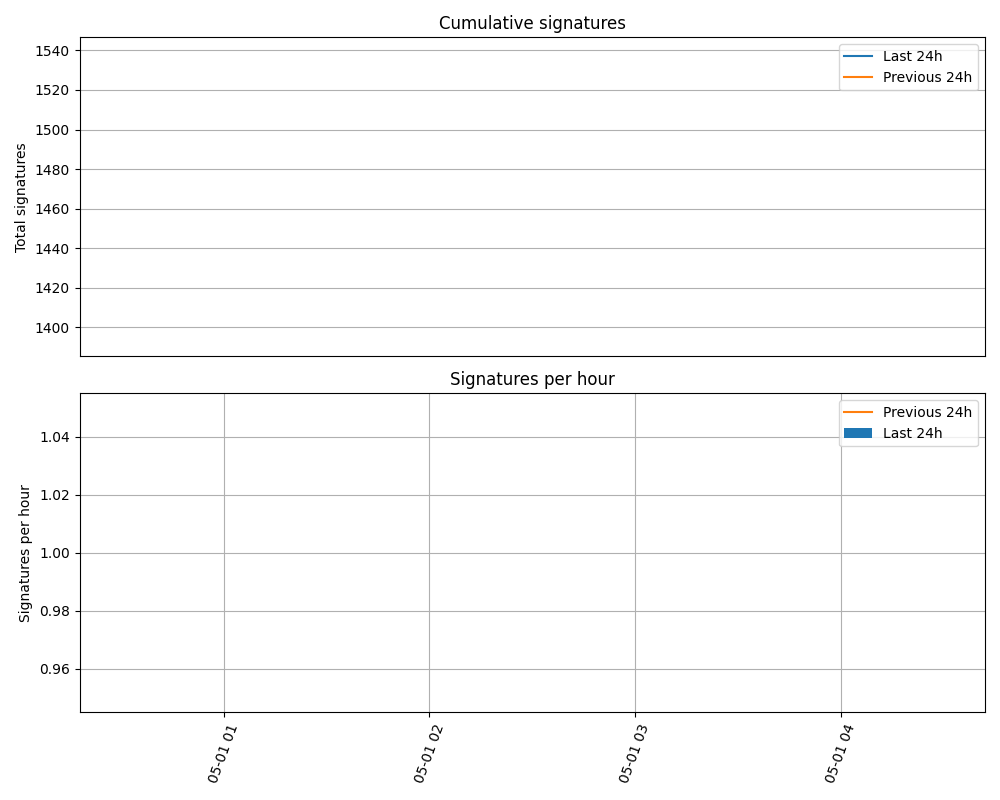 Cumulative signatures
Total signatures
1540
1520
1500
1480
1460
1440
1420
1400
Last 24h
Previous 24h
Signatures per hour
Signatures per hour
1.04
1.02
1.00
0.98
0.96
Previous 24h
Last 24h
05-01 01
05-01 02
05-01 03
05-01 04